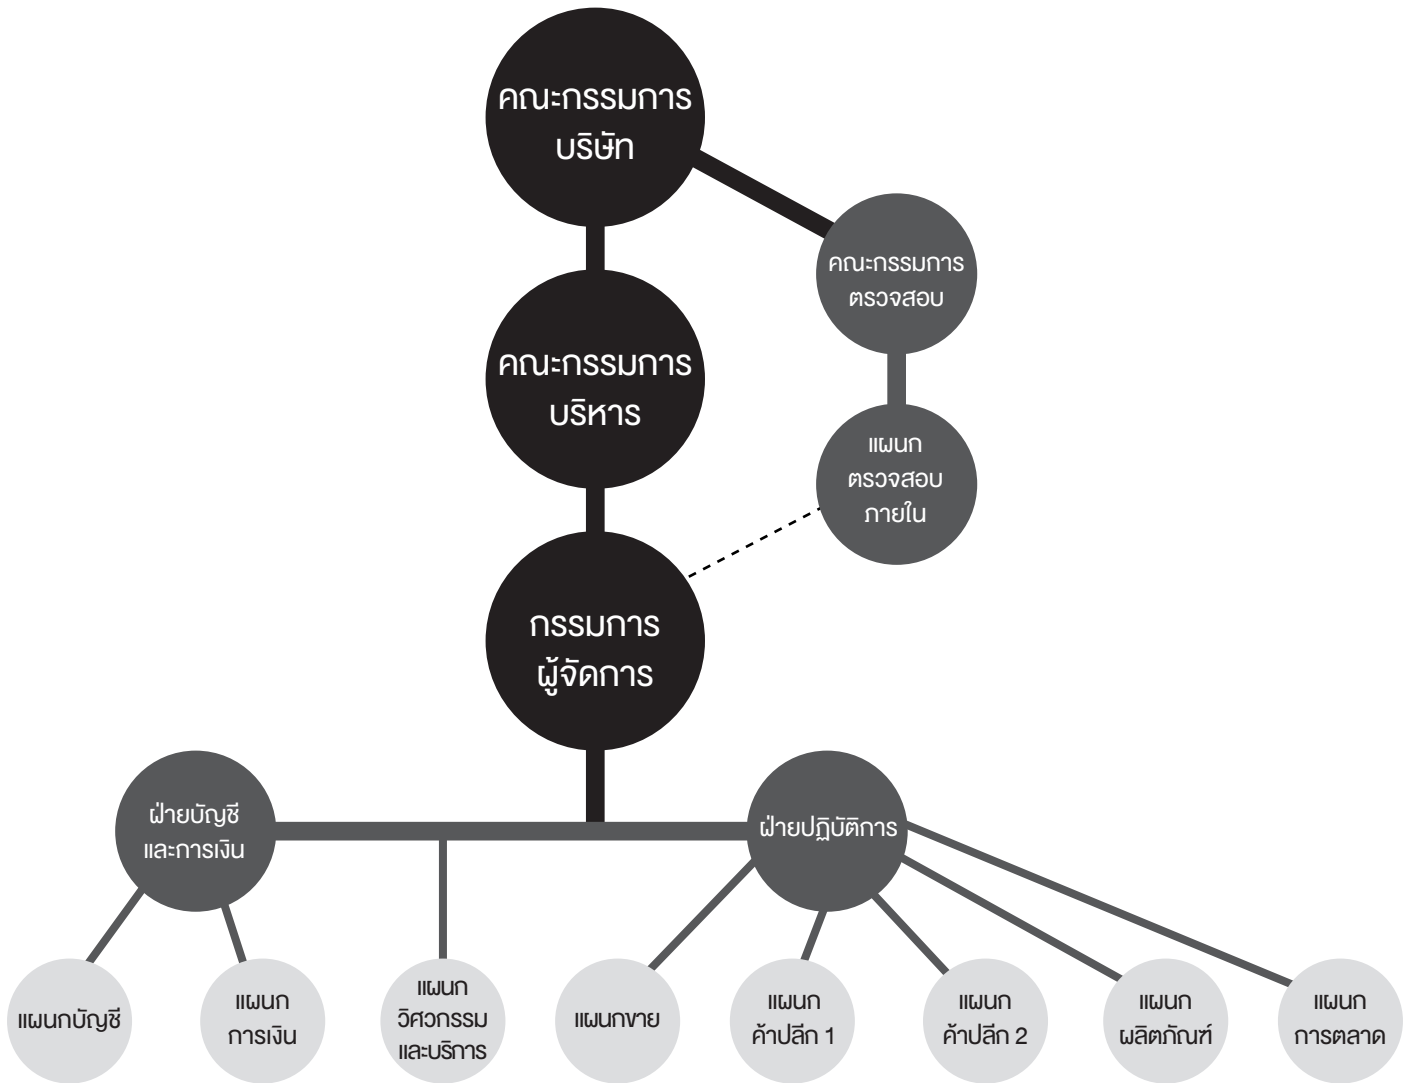 คณะกรรมการ
บริษัท
คณะกรรมการ
ตรวจสอบ
คณะกรรมการ
บริหาร
แผนก
ตรวจสอบ
ภายใน
กรรมการ
ผู้จัดการ
ฝ่ายบัญชี
และการเงิน
ฝ่ายปฏิบัติการ
แผนกบัญชี
แผนก
การเงิน
แผนก
วิศวกรรม
และบริการ
แผนกขาย
แผนก
ค้าปลีก 1
แผนก
ค้าปลีก 2
แผนก
ผลิตภัณฑ์
แผนก
การตลาด